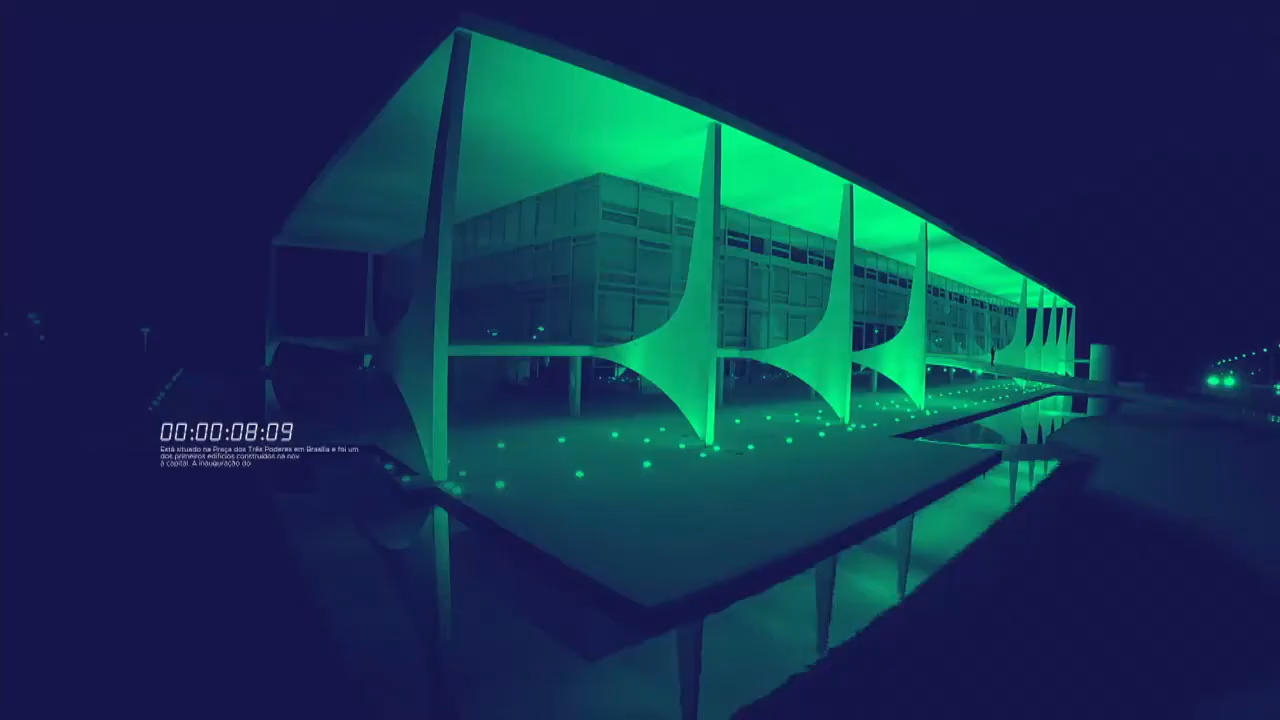 00:00:08:09
Está situado na Praça dos Três Poderes em Brasília e foi um
dos primeiros edifícios construídos na nov
a capital. A inauguração do